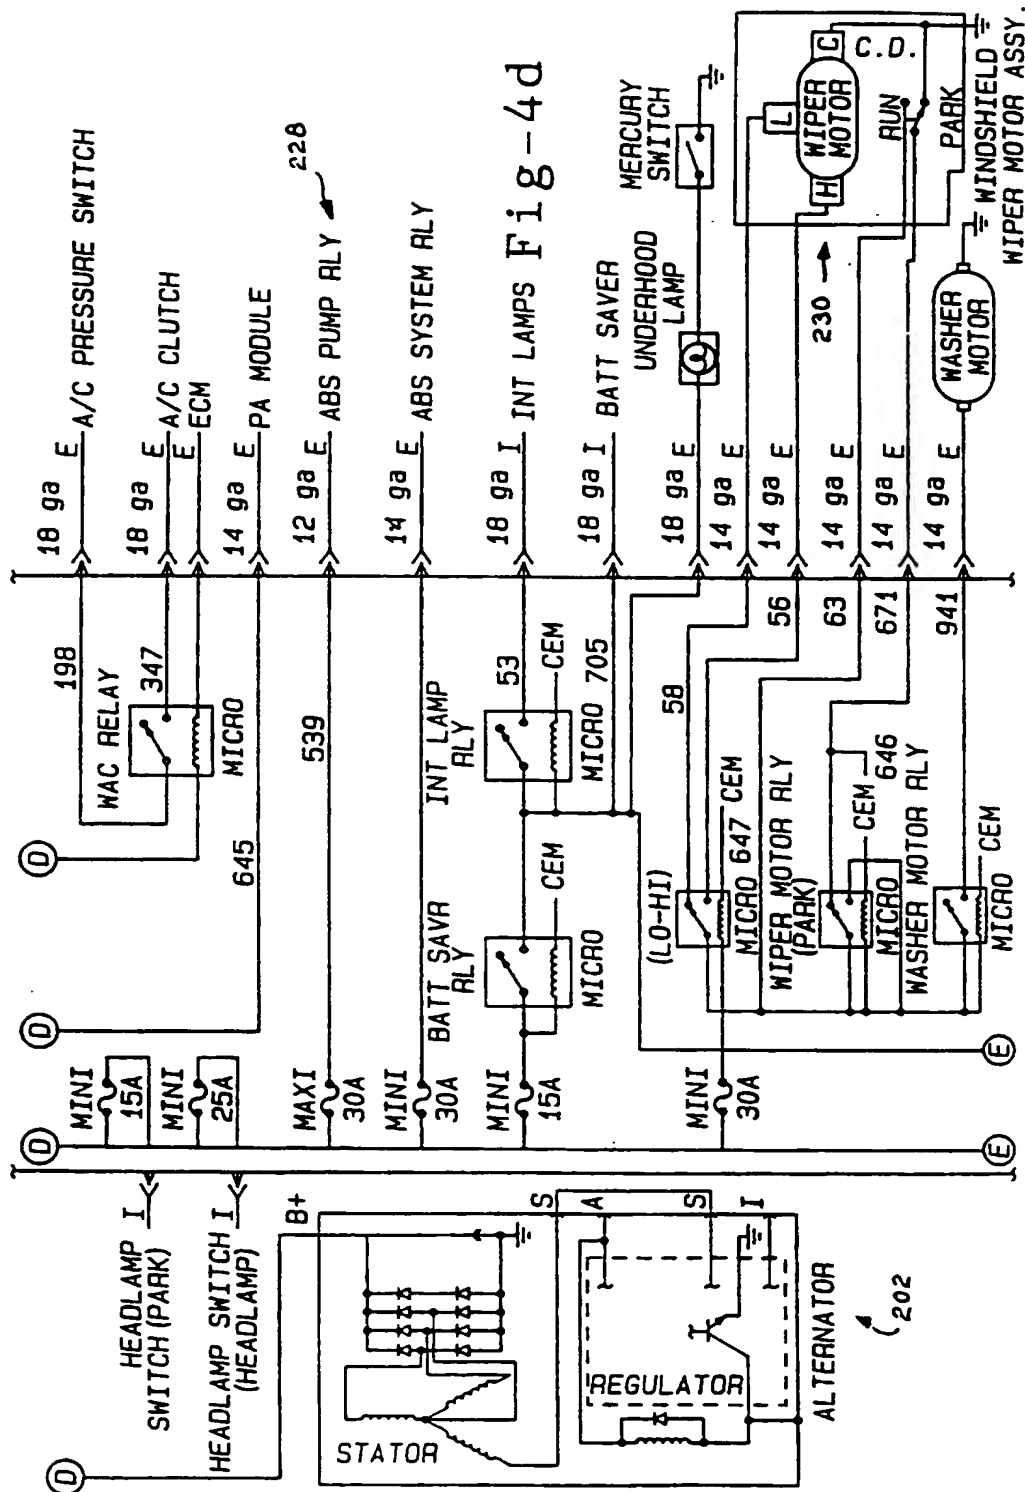 18 ga E A/C PRESSURE SWITCH
18 ga E A/C CLUTCH
E ECM
14 ga E PA MODULE
12 ga E ABS PUMP RLY
228
14 ga E ABS SYSTEM RLY
18 ga I INT LAMPS
Fig-4d
18 ga I BATT SAVER
18 ga E
UNDERHOOD
LAMP
MERCURY
SWITCH
14 ga E
14 ga E
14 ga E
14 ga E
14 ga E
230
L
H
C
WIPER
MOTOR
C.D.
RUN
PARK
WASHER
MOTOR
WINDSHIELD
WIPER MOTOR ASSY.
198
WAC RELAY
347
MICRO
D
645
D
539
INT LAMP
RLY
53
CEM
MICRO
705
BATT SAVR
RLY
CEM
MICRO
58
56
63
671
941
(LO-HI)
CEM
MICRO 647
WIPER MOTOR RLY
(PARK)
CEM 646
MICRO
WASHER MOTOR RLY
CEM
MICRO
D
MINI
15A
MINI
25A
MAXI
30A
MINI
30A
MINI
15A
MINI
30A
E
E
HEADLAMP I
SWITCH (PARK)
HEADLAMP SWITCH I
(HEADLAMP)
D
B+
STATOR
S
A
S
I
REGULATOR
ALTERNATOR
202